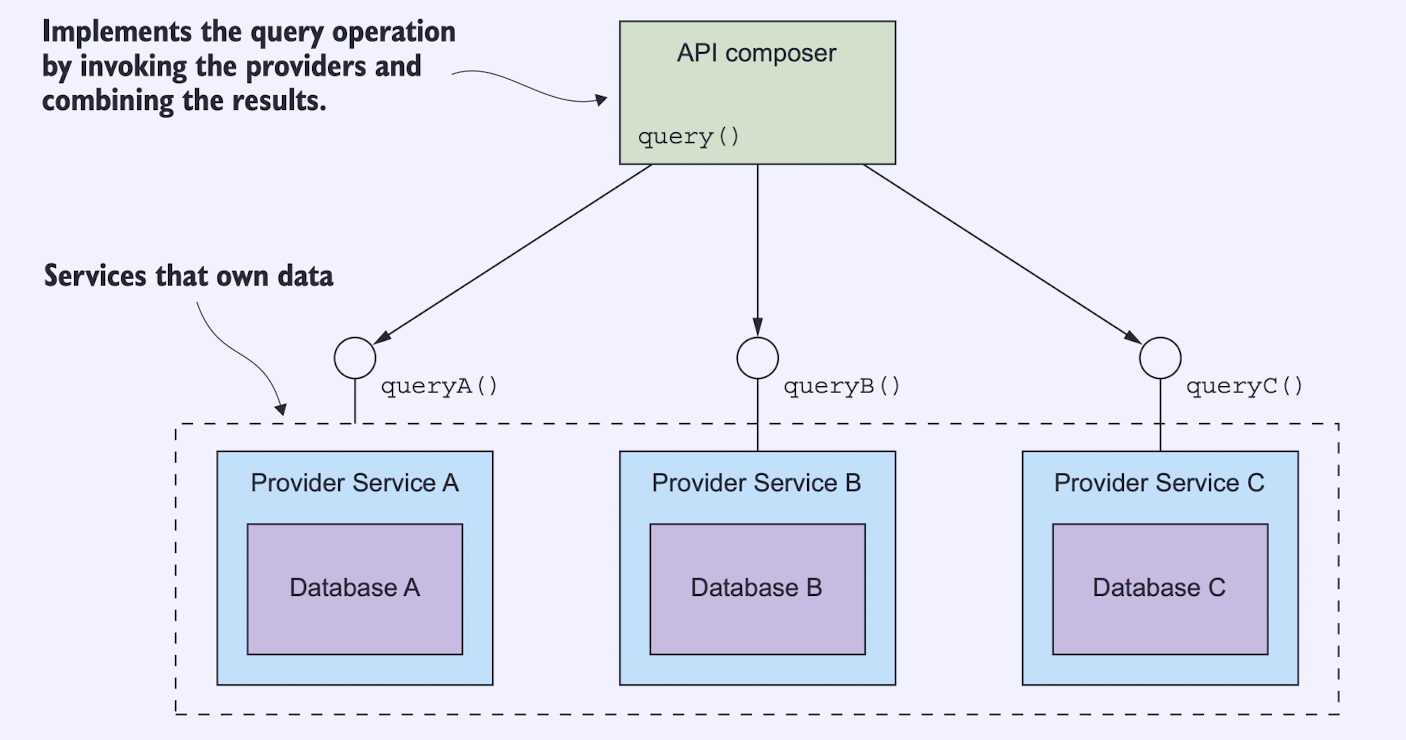 Implements the query operation
by invoking the providers and
combining the results.
API composer
query()
Services that own data
queryA()
queryB()
queryC()
Provider Service A
Provider Service B
Provider Service C
Database A
Database B
Database C